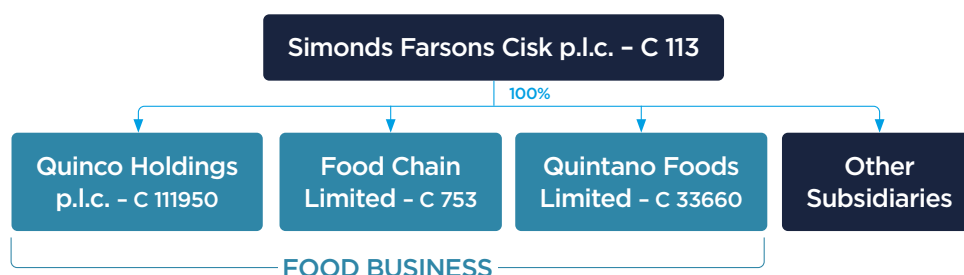 Simonds Farsons Cisk p.l.c. – C 113
100%
Quinco Holdings
p.l.c. – C 111950
Food Chain
Limited – C 753
Quintano Foods
Limited – C 33660
Other
Subsidiaries
FOOD BUSINESS